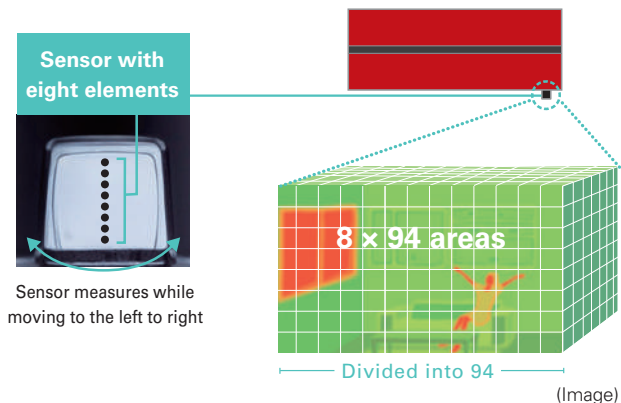 Sensor with
eight elements
Sensor measures while
moving to the left to right
8 × 94 areas
Divided into 94
(Image)